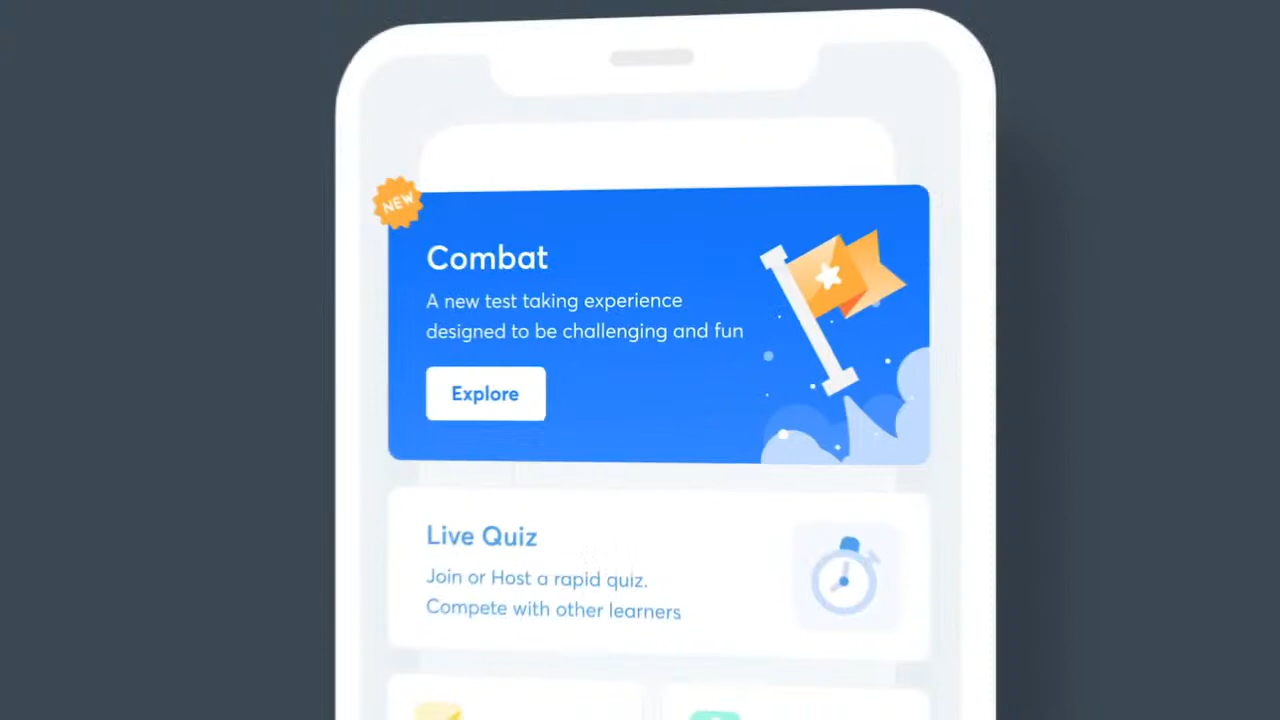 NEW
Combat
A new test taking experience
designed to be challenging and fun
Explore
Live Quiz
Join or Host a rapid quiz.
Compete with other learners